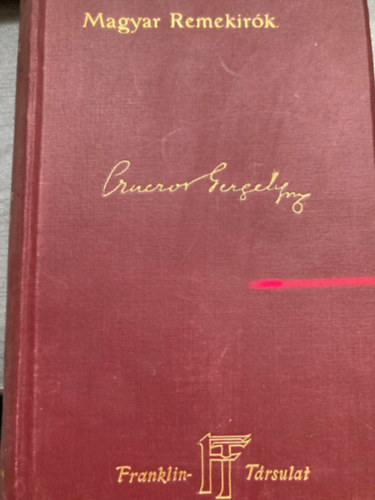 Magyar Remekirók.
Czuczor Gergely
Franklin- Társulat